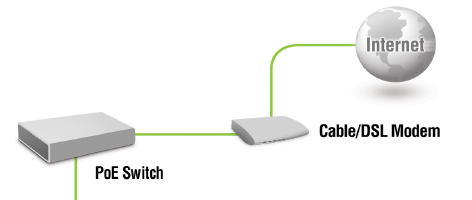 Internet
Cable/DSL Modem
PoE Switch